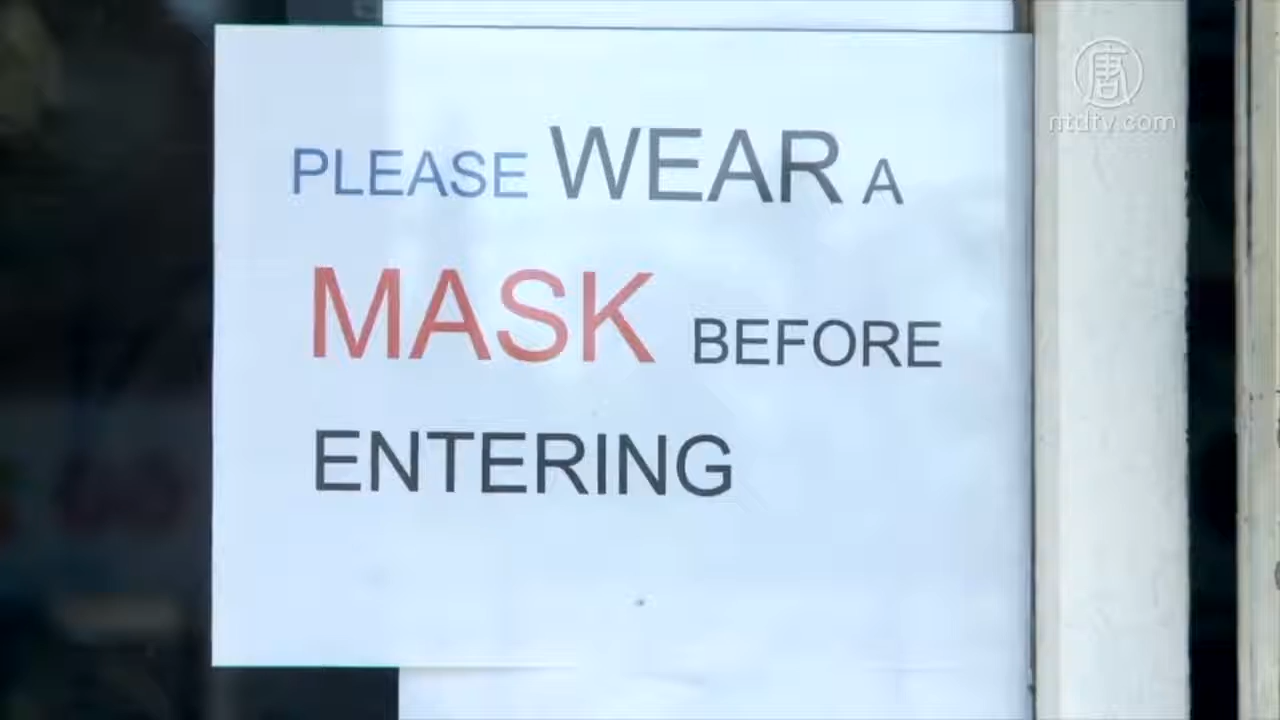 唐
ntdtv.com
PLEASE WEAR A
MASK BEFORE
ENTERING